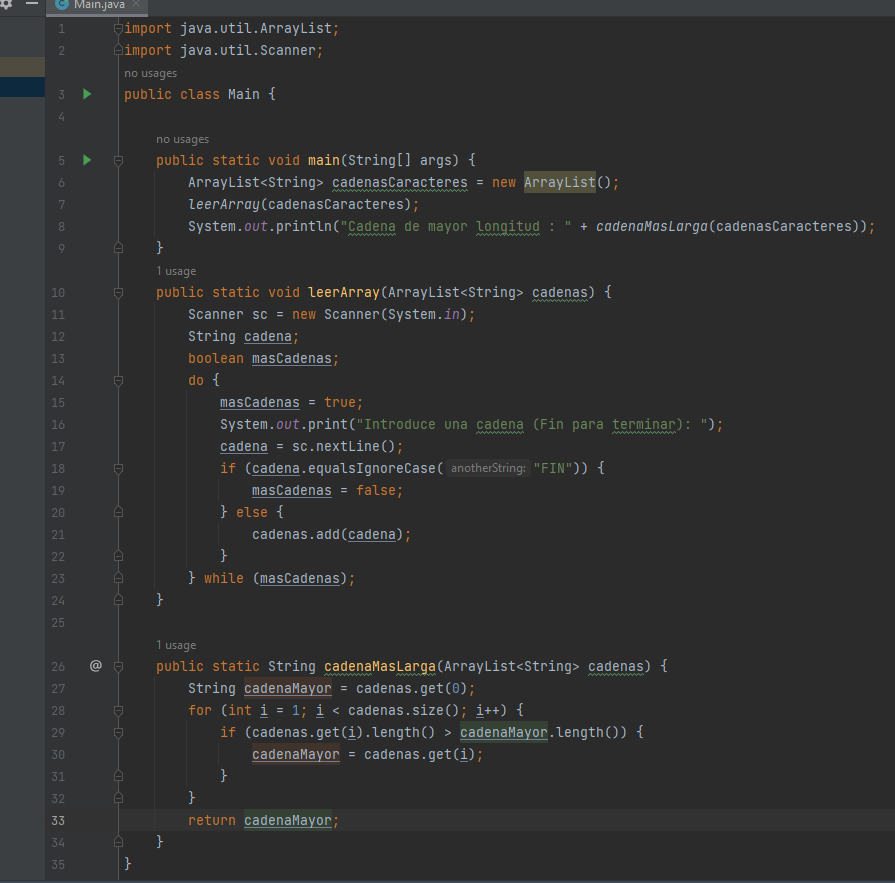 Main.java
1 import java.util.ArrayList;
2 import java.util.Scanner;
no usages
3 public class Main {
4
no usages
5 public static void main(String[] args) {
6 ArrayList<String> cadenasCaracteres = new ArrayList();
7 leerArray(cadenasCaracteres);
8 System.out.println("Cadena de mayor longitud : " + cadenaMasLarga(cadenasCaracteres));
9 }
1 usage
10 public static void leerArray(ArrayList<String> cadenas) {
11 Scanner sc = new Scanner(System.in);
12 String cadena;
13 boolean masCadenas;
14 do {
15 masCadenas = true;
16 System.out.print("Introduce una cadena (Fin para terminar): ");
17 cadena = sc.nextLine();
18 if (cadena.equalsIgnoreCase( anotherString: "FIN")) {
19 masCadenas = false;
20 } else {
21 cadenas.add(cadena);
22 }
23 } while (masCadenas);
24 }
25
1 usage
26 @ public static String cadenaMasLarga(ArrayList<String> cadenas) {
27 String cadenaMayor = cadenas.get(0);
28 for (int i = 1; i < cadenas.size(); i++) {
29 if (cadenas.get(i).length() > cadenaMayor.length()) {
30 cadenaMayor = cadenas.get(i);
31 }
32 }
33 return cadenaMayor;
34 }
35 }